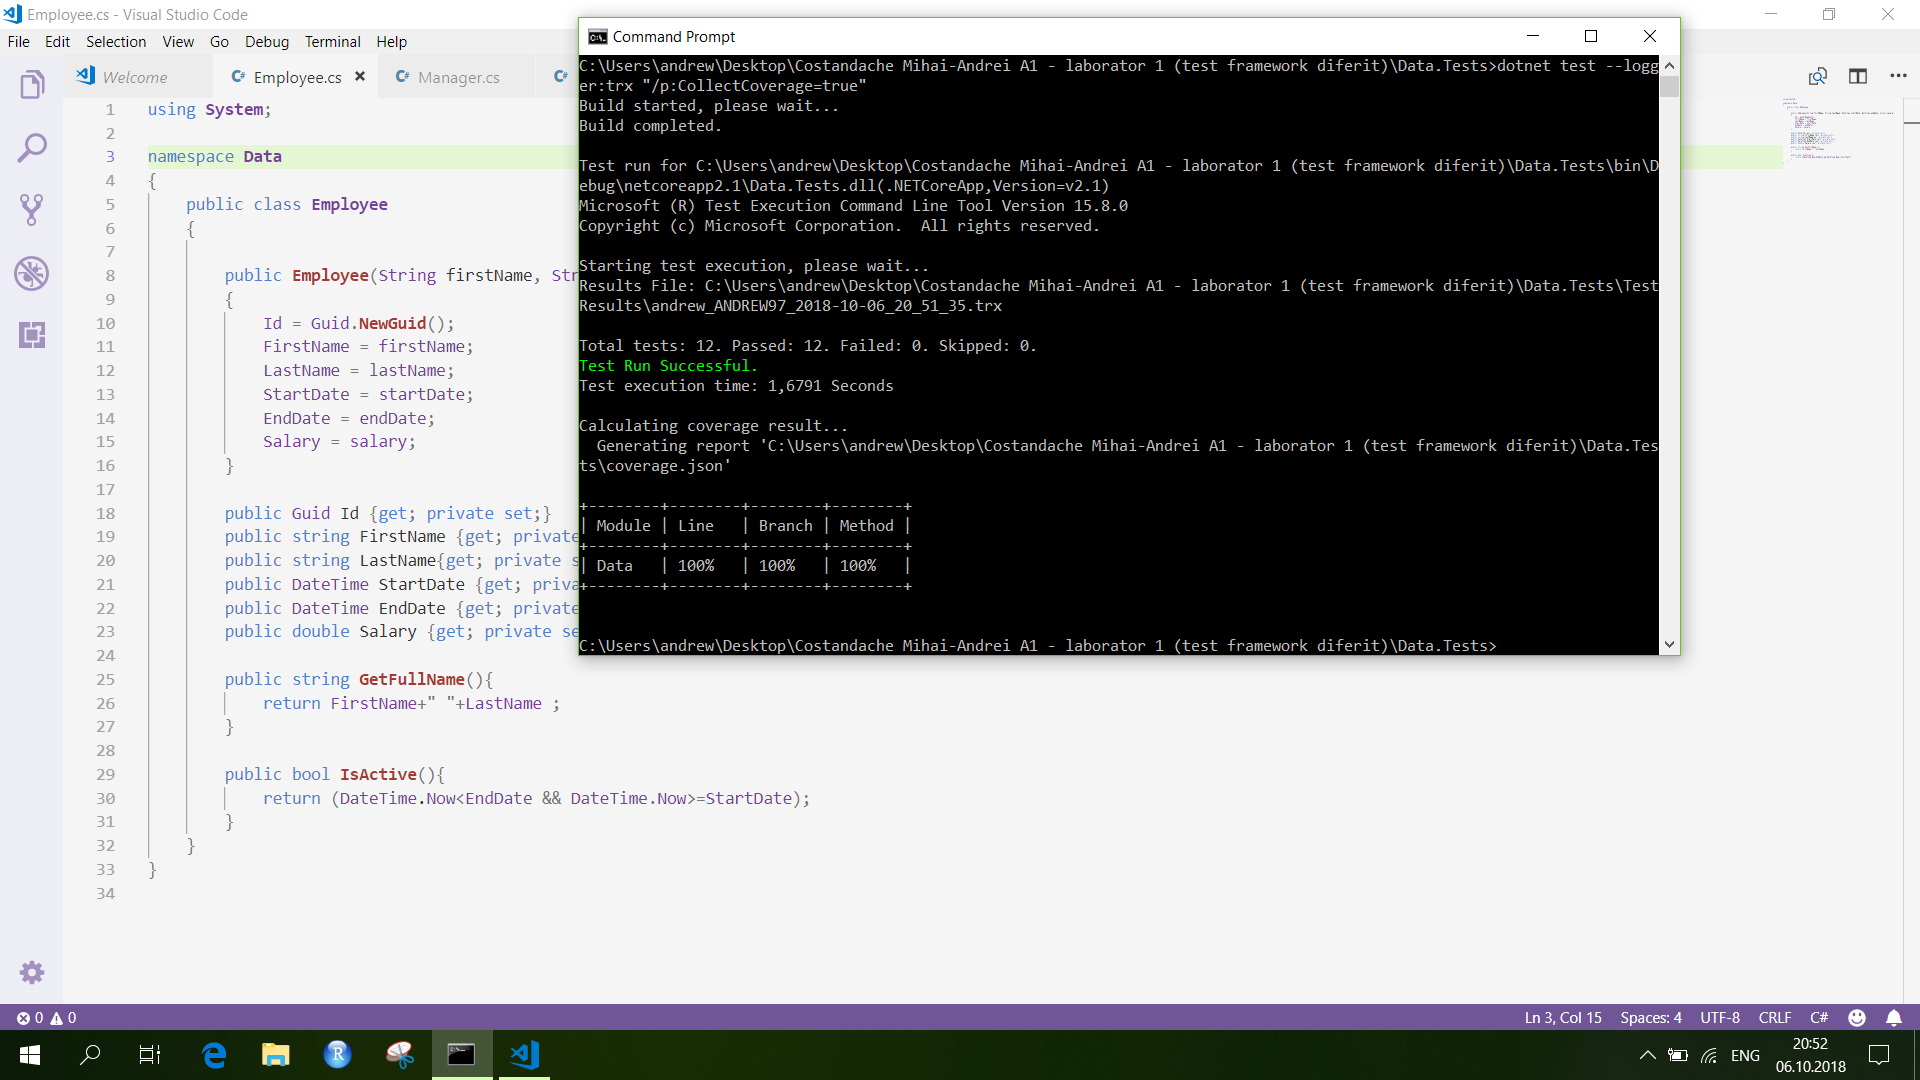 Employee.cs - Visual Studio Code
File Edit Selection View Go Debug Terminal Help
Welcome Employee.cs Manager.cs
1 using System;
2
3 namespace Data
4 {
5 public class Employee
6 {
7
8 public Employee(String firstName, Str
9 {
10 Id = Guid.NewGuid();
11 FirstName = firstName;
12 LastName = lastName;
13 StartDate = startDate;
14 EndDate = endDate;
15 Salary = salary;
16 }
17
18 public Guid Id {get; private set;}
19 public string FirstName {get; private
20 public string LastName{get; private s
21 public DateTime StartDate {get; priva
22 public DateTime EndDate {get; private
23 public double Salary {get; private se
24
25 public string GetFullName(){
26 return FirstName+" "+LastName ;
27 }
28
29 public bool IsActive(){
30 return (DateTime.Now<EndDate && DateTime.Now>=StartDate);
31 }
32 }
33 }
34
Command Prompt
C:\Users\andrew\Desktop\Costandache Mihai-Andrei A1 - laborator 1 (test framework diferit)\Data.Tests>dotnet test --logg
er:trx "/p:CollectCoverage=true"
Build started, please wait...
Build completed.
Test run for C:\Users\andrew\Desktop\Costandache Mihai-Andrei A1 - laborator 1 (test framework diferit)\Data.Tests\bin\D
ebug\netcoreapp2.1\Data.Tests.dll(.NETCoreApp,Version=v2.1)
Microsoft (R) Test Execution Command Line Tool Version 15.8.0
Copyright (c) Microsoft Corporation.  All rights reserved.
Starting test execution, please wait...
Results File: C:\Users\andrew\Desktop\Costandache Mihai-Andrei A1 - laborator 1 (test framework diferit)\Data.Tests\Test
Results\andrew_ANDREW97_2018-10-06_20_51_35.trx
Total tests: 12. Passed: 12. Failed: 0. Skipped: 0.
Test Run Successful.
Test execution time: 1,6791 Seconds
Calculating coverage result...
Generating report 'C:\Users\andrew\Desktop\Costandache Mihai-Andrei A1 - laborator 1 (test framework diferit)\Data.Tes
ts\coverage.json'
+--------+--------+--------+--------+
| Module | Line   | Branch | Method |
+--------+--------+--------+--------+
| Data   | 100%   | 100%   | 100%   |
+--------+--------+--------+--------+
C:\Users\andrew\Desktop\Costandache Mihai-Andrei A1 - laborator 1 (test framework diferit)\Data.Tests>
0 0 Ln 3, Col 15 Spaces: 4 UTF-8 CRLF C#
ENG 20:52
06.10.2018